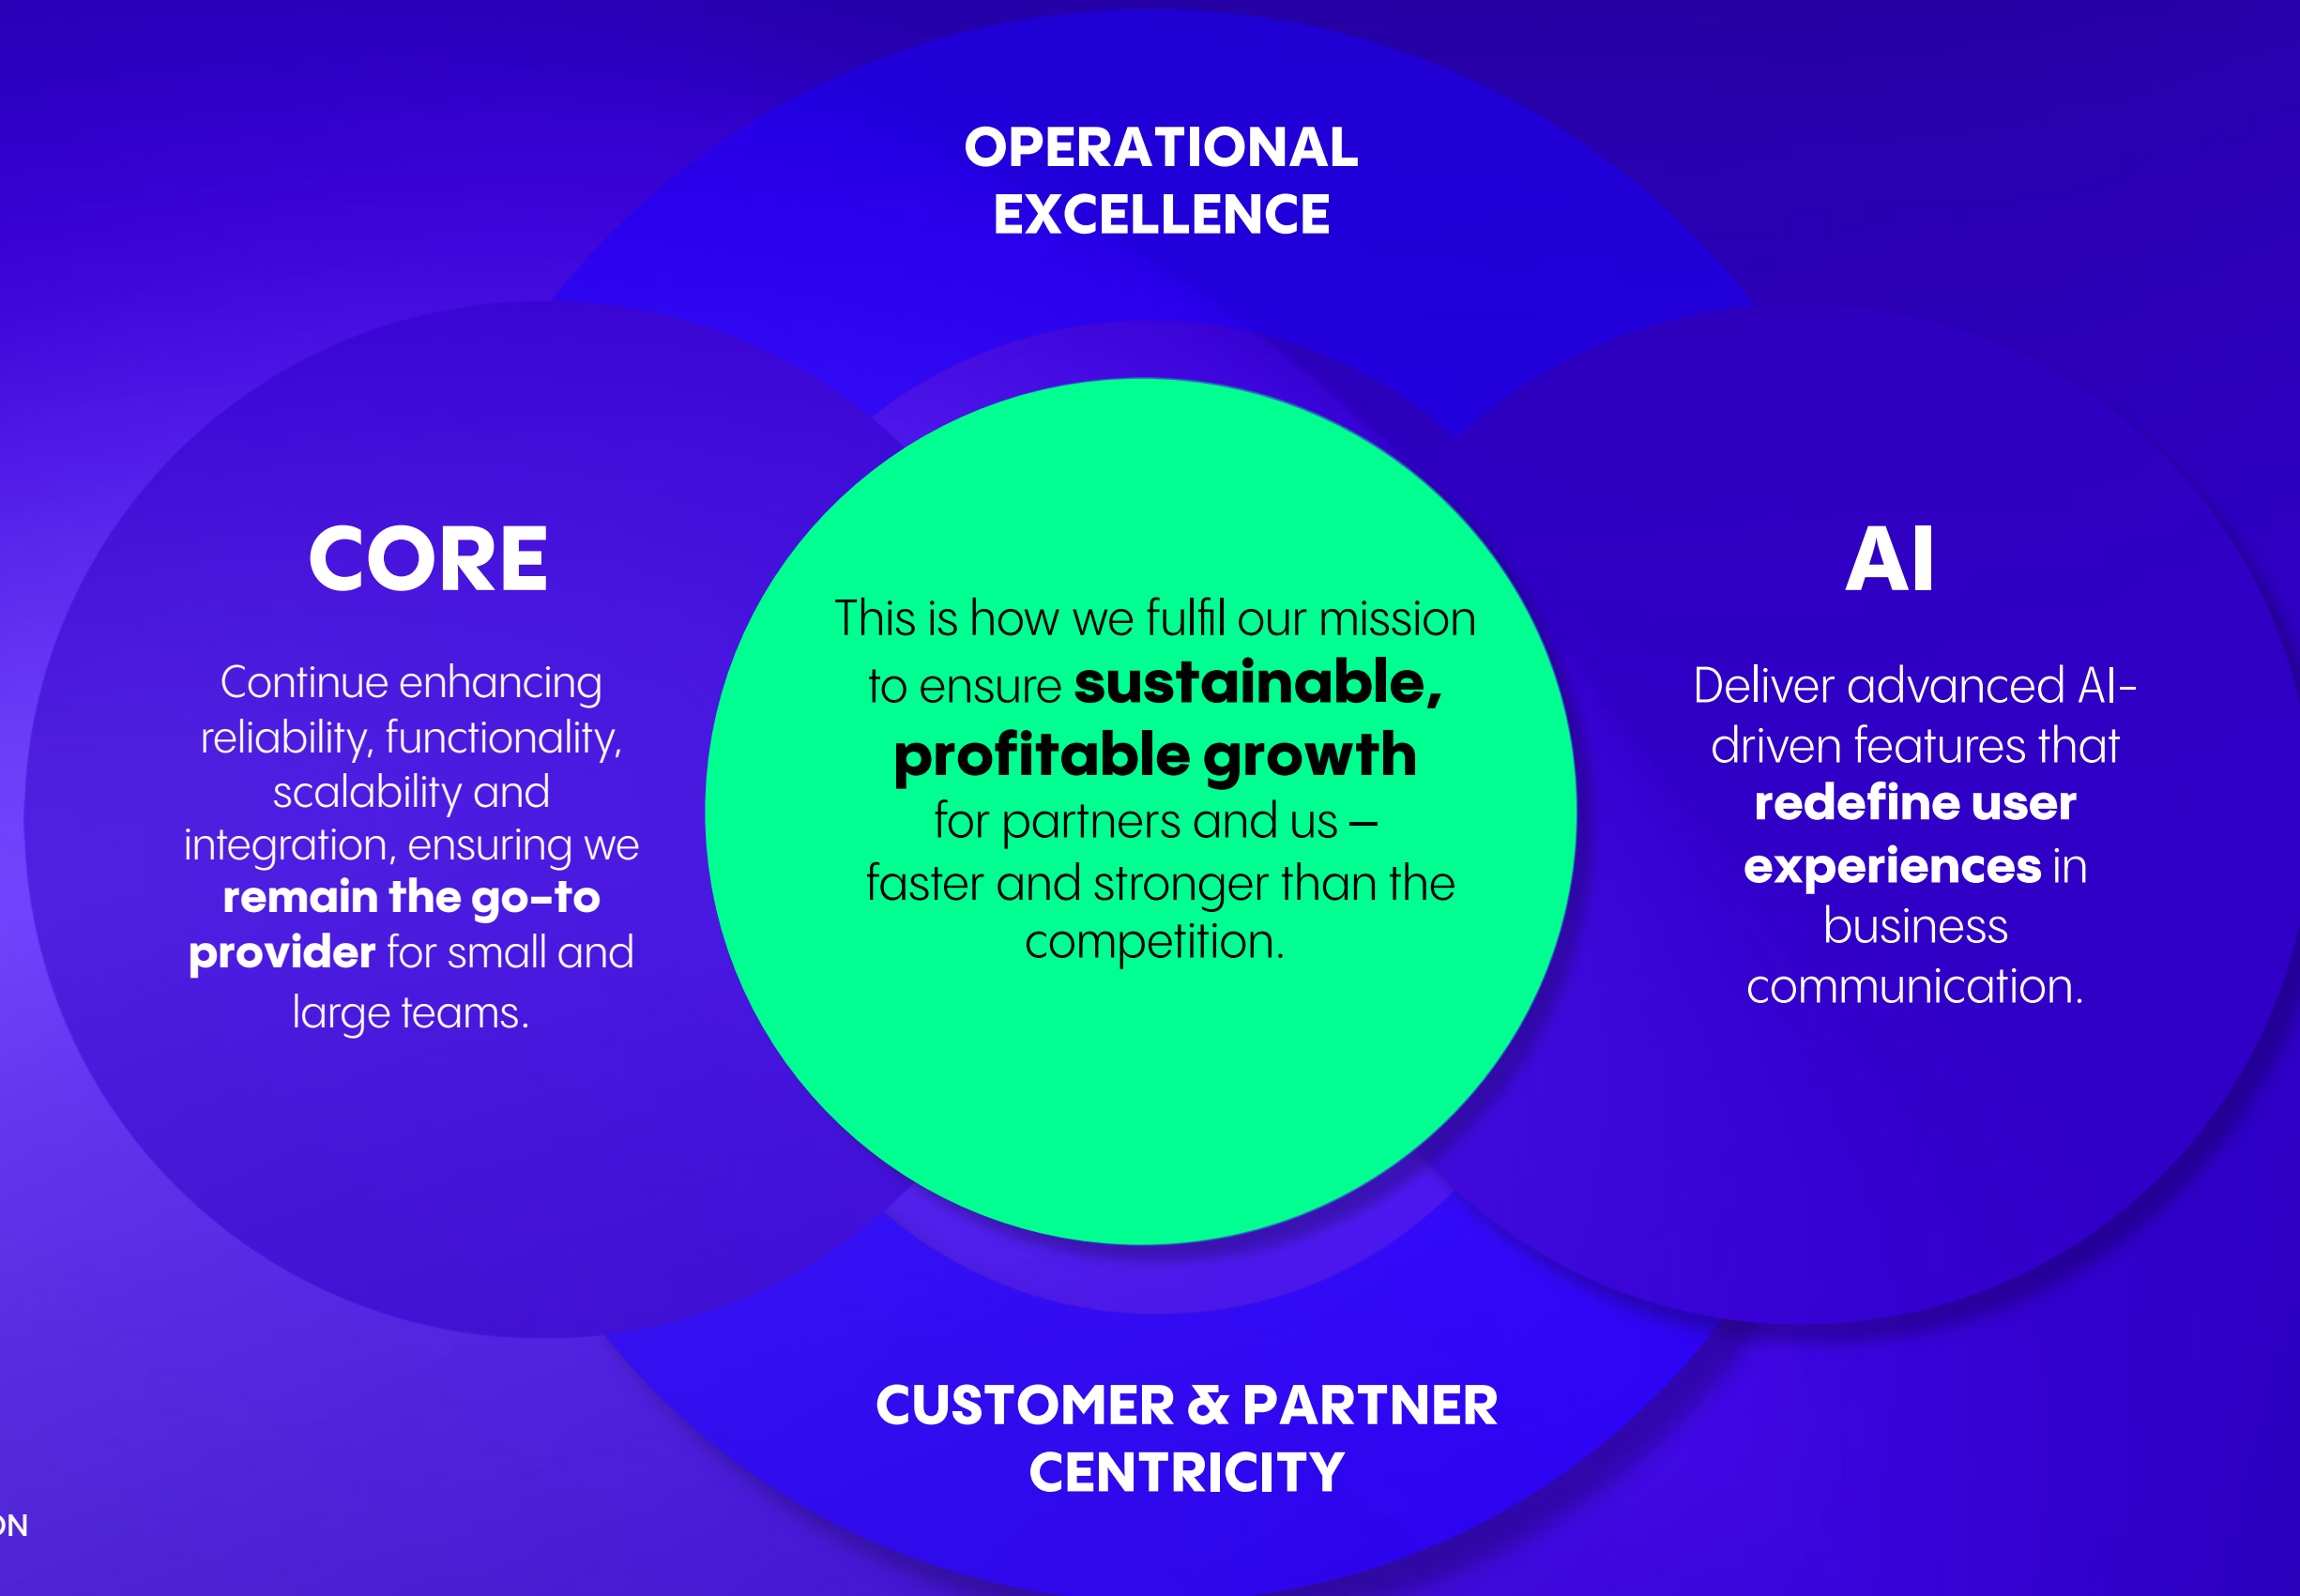 OPERATIONAL
EXCELLENCE
CORE
Continue enhancing
reliability, functionality,
scalability and
integration, ensuring we
remain the go-to
provider for small and
large teams.
This is how we fulfil our mission
to ensure sustainable,
profitable growth
for partners and us –
faster and stronger than the
competition.
AI
Deliver advanced AI-
driven features that
redefine user
experiences in
business
communication.
CUSTOMER & PARTNER
CENTRICITY